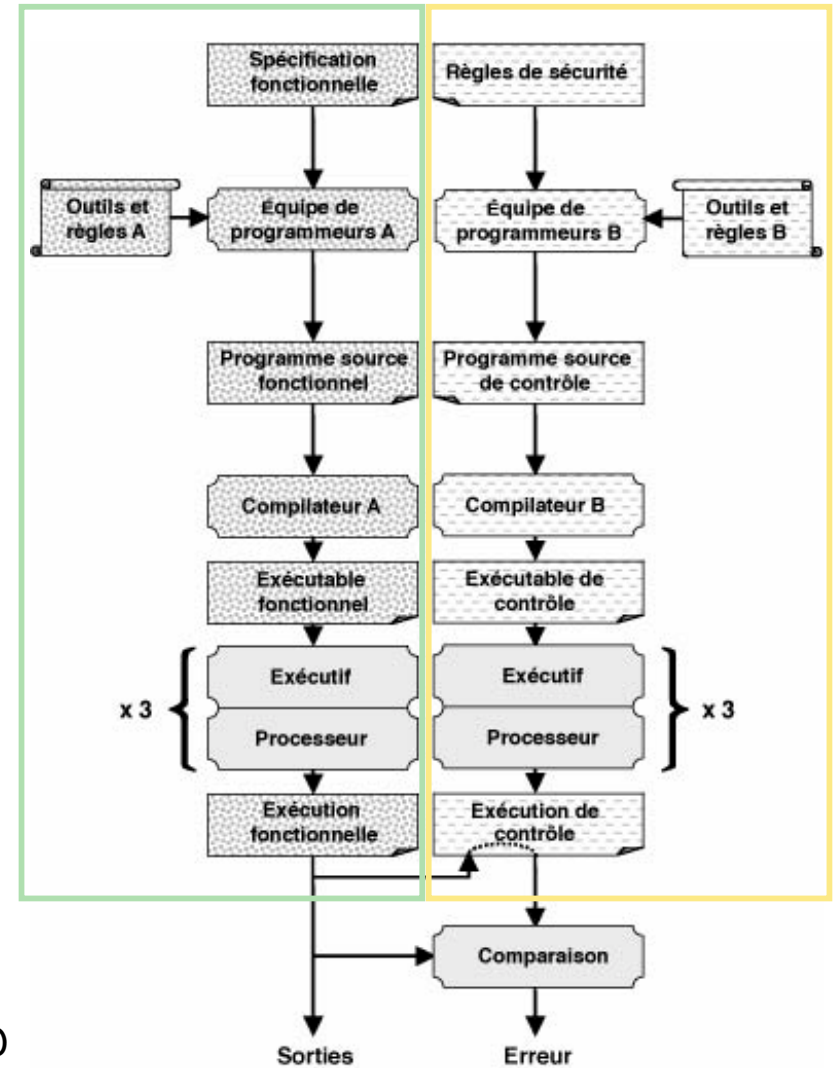 Spécification
fonctionnelle
Règles de sécurité
Outils et
règles A
Équipe de
programmeurs A
Équipe de
programmeurs B
Outils et
règles B
Programme source
fonctionnel
Programme source
de contrôle
Compilateur A
Compilateur B
Exécutable
fonctionnel
Exécutable de
contrôle
x 3
Exécutif
Processeur
Exécutif
Processeur
x 3
Exécution
fonctionnelle
Exécution de
contrôle
Comparaison
Sorties
Erreur